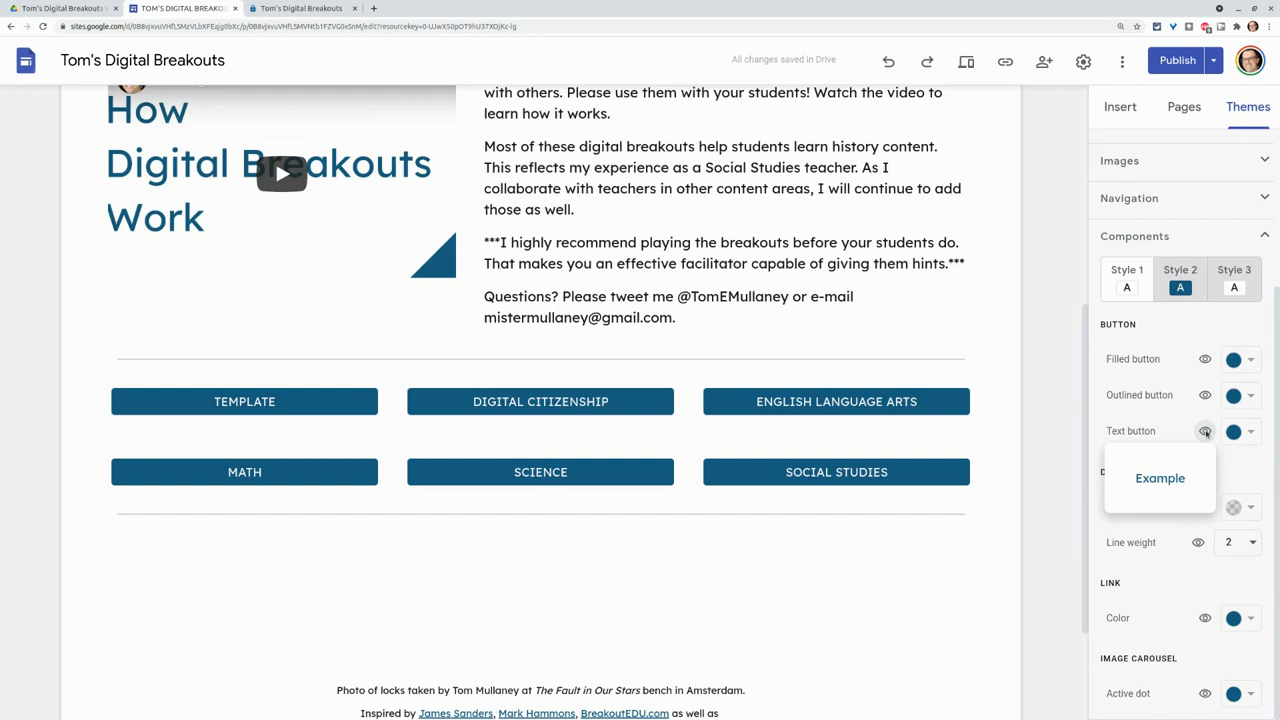 Tom's Digital Breakouts W
TOM'S DIGITAL BREAKOU
Tom's Digital Breakouts
Tom's Digital Breakouts
All changes saved in Drive
Publish
Insert
Pages
Themes
How
Digital Breakouts
Work
with others. Please use them with your students! Watch the video to
learn how it works.
Most of these digital breakouts help students learn history content.
This reflects my experience as a Social Studies teacher. As I
collaborate with teachers in other content areas, I will continue to add
those as well.
***I highly recommend playing the breakouts before your students do.
That makes you an effective facilitator capable of giving them hints.***
Questions? Please tweet me @TomEMullaney or e-mail
mistermullaney@gmail.com.
TEMPLATE
DIGITAL CITIZENSHIP
ENGLISH LANGUAGE ARTS
MATH
SCIENCE
SOCIAL STUDIES
Photo of locks taken by Tom Mullaney at The Fault in Our Stars bench in Amsterdam.
Inspired by James Sanders, Mark Hammons, BreakoutEDU.com as well as
Images
Navigation
Components
Style 1
A
Style 2
A
Style 3
A
BUTTON
Filled button
Outlined button
Text button
Example
Line weight
2
LINK
Color
IMAGE CAROUSEL
Active dot